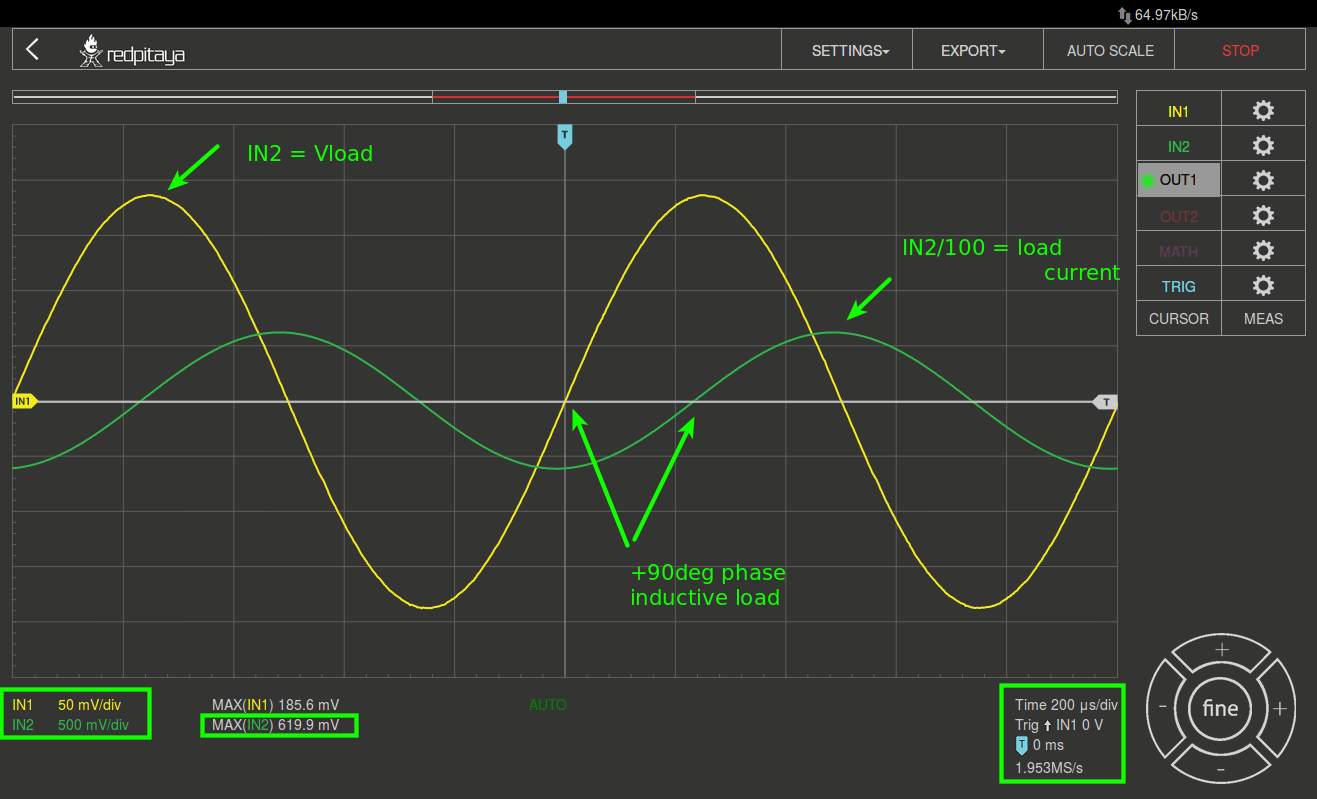 64.97kB/s
redpitaya
SETTINGS
EXPORT
AUTO SCALE
STOP
T
IN2 = Vload
IN2/100 = load
current
IN1
T
+90deg phase
inductive load
IN1
IN2
OUT1
OUT2
MATH
TRIG
CURSOR
MEAS
IN1 50 mV/div
IN2 500 mV/div
MAX(IN1) 185.6 mV
MAX(IN2) 619.9 mV
AUTO
Time 200 µs/div
Trig IN1 0 V
T 0 ms
1.953MS/s
+
- fine +
-